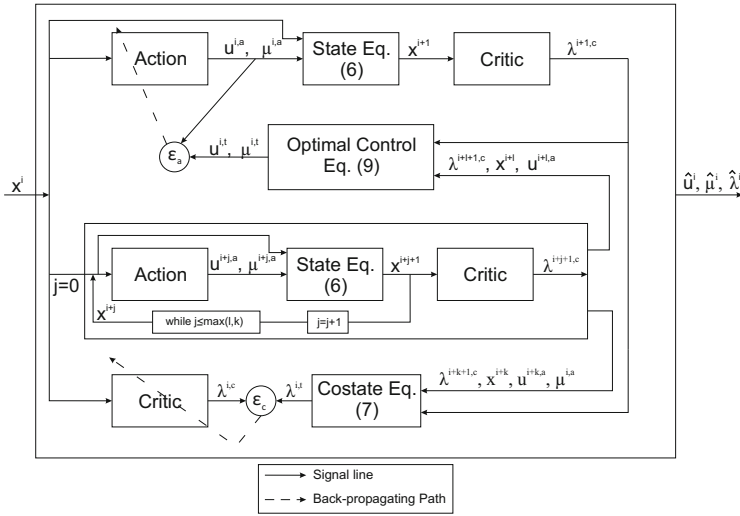 Action
u^{i,a}, μ^{i,a}
State Eq.
(6)
x^{i+1}
Critic
λ^{i+1,c}
ε_a
u^{i,t}, μ^{i,t}
Optimal Control
Eq. (9)
λ^{i+l+1,c}, x^{i+l}, u^{i+l,a}
x^i
û^i, μ̂^i, λ̂^i
j=0
Action
u^{i+j,a}, μ^{i+j,a}
State Eq.
(6)
x^{i+j+1}
Critic
λ^{i+j+1,c}
x^{i+j}
while j≤max(l,k)
j=j+1
Critic
λ^{i,c}
ε_c
λ^{i,t}
Costate Eq.
(7)
λ^{i+k+1,c}, x^{i+k}, u^{i+k,a}, μ^{i,a}
Signal line
Back-propagating Path